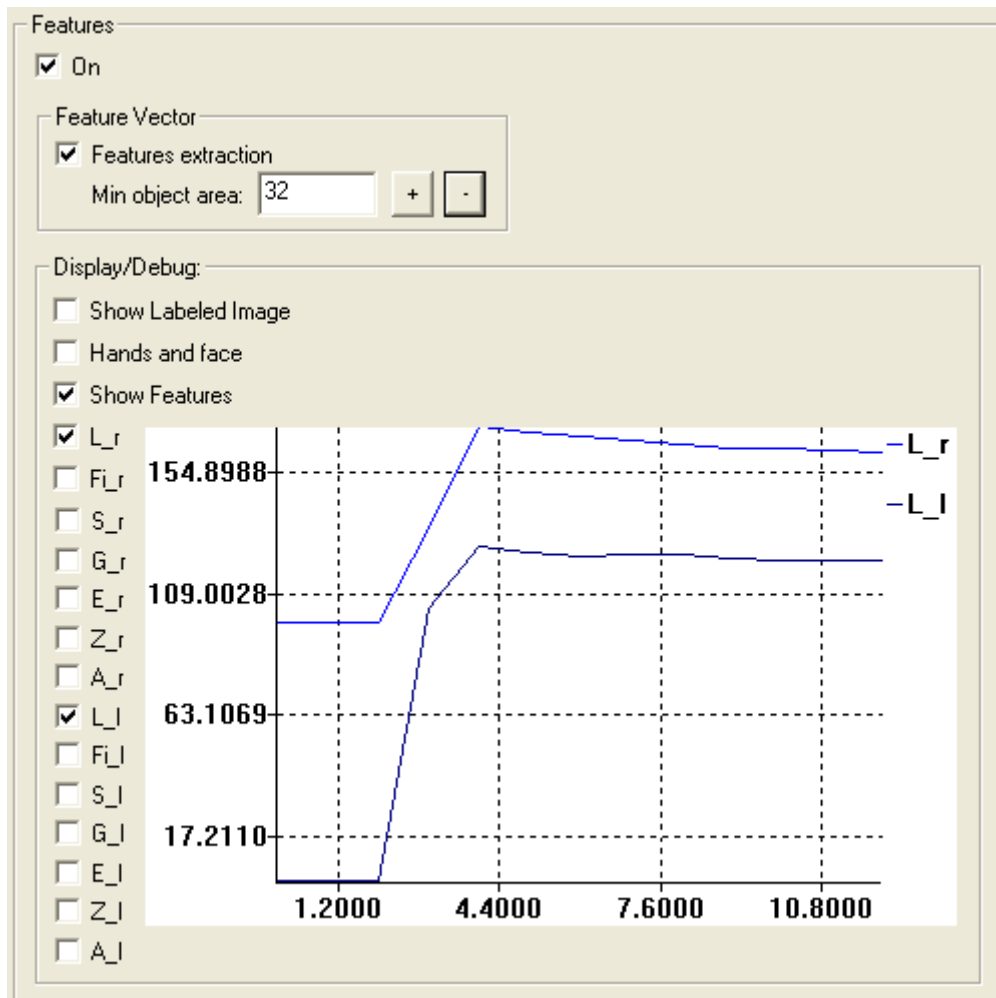 Features
On
Feature Vector
Features extraction
Min object area: 32 + -
Display/Debug:
Show Labeled Image
Hands and face
Show Features
L_r
Fi_r
S_r
G_r
E_r
Z_r
A_r
L_l
Fi_l
S_l
G_l
E_l
Z_l
A_l
154.8988
109.0028
63.1069
17.2110
1.2000 4.4000 7.6000 10.8000
L_r
L_l